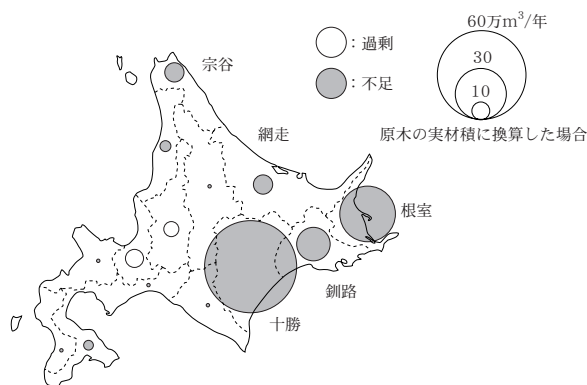 60万m³/年
：過剰
宗谷
30
：不足
10
原木の実材積に換算した場合
網走
根室
釧路
十勝